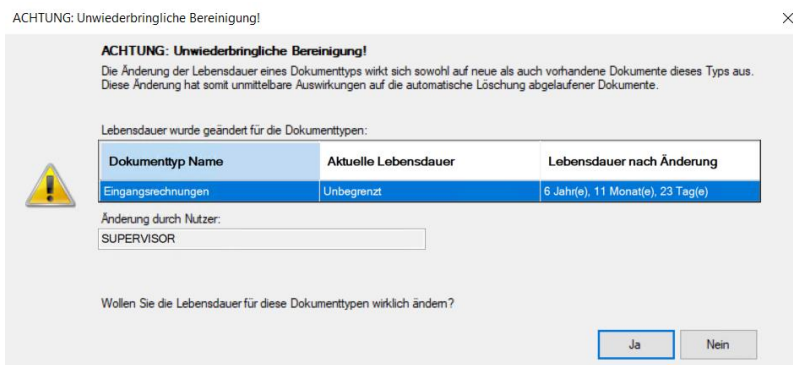 ACHTUNG: Unwiederbringliche Bereinigung!
ACHTUNG: Unwiederbringliche Bereinigung!
Die Änderung der Lebensdauer eines Dokumenttyps wirkt sich sowohl auf neue als auch vorhandene Dokumente dieses Typs aus.
Diese Änderung hat somit unmittelbare Auswirkungen auf die automatische Löschung abgelaufener Dokumente.
Lebensdauer wurde geändert für die Dokumenttypen:
Dokumenttyp Name Aktuelle Lebensdauer Lebensdauer nach Änderung
Eingangsrechnungen Unbegrenzt 6 Jahr(e), 11 Monat(e), 23 Tag(e)
Änderung durch Nutzer:
SUPERVISOR
Wollen Sie die Lebensdauer für diese Dokumenttypen wirklich ändern?
Ja Nein